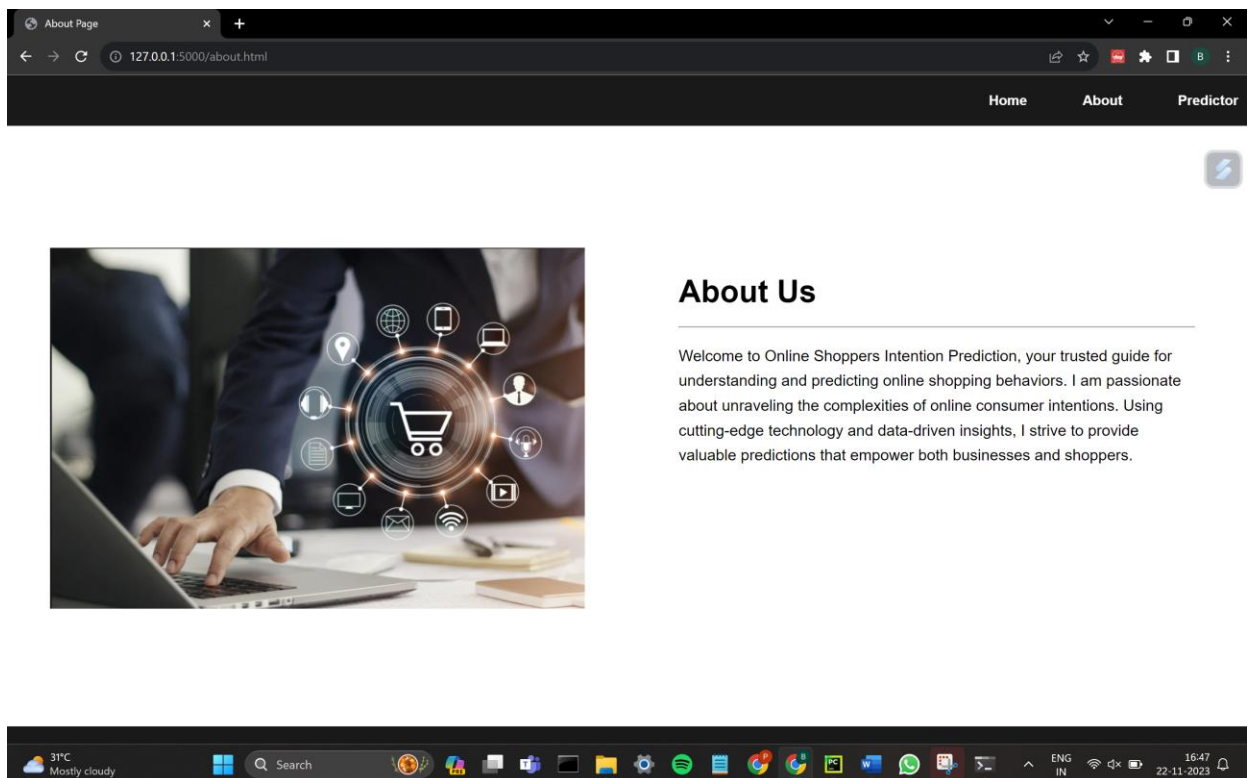 About Page
127.0.0.1:5000/about.html
B
Home About Predictor
About Us
Welcome to Online Shoppers Intention Prediction, your trusted guide for
understanding and predicting online shopping behaviors. I am passionate
about unraveling the complexities of online consumer intentions. Using
cutting-edge technology and data-driven insights, I strive to provide
valuable predictions that empower both businesses and shoppers.
31°C
Mostly cloudy
Search
ENG
IN
16:47
22-11-2023